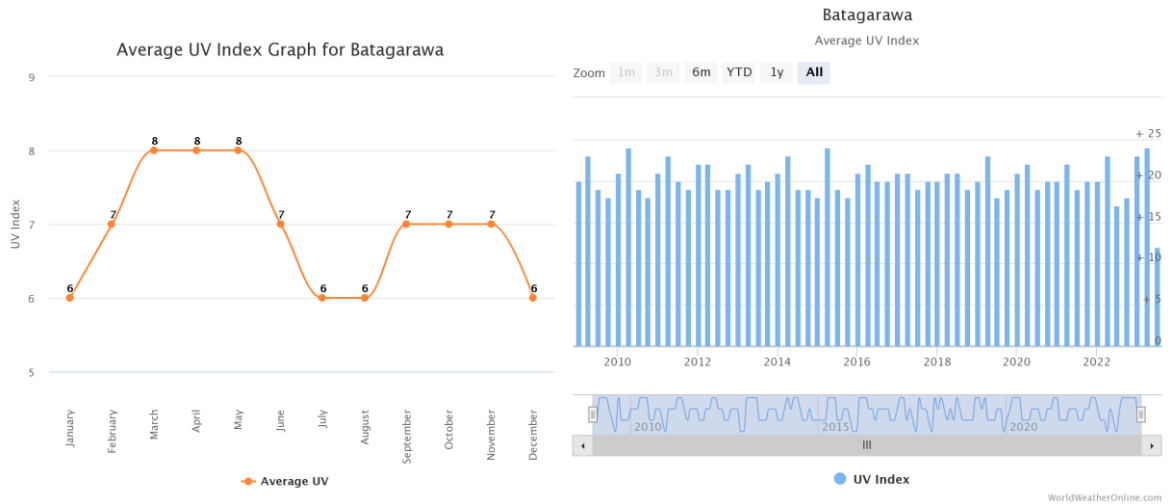 Average UV Index Graph for Batagarawa
9
8
7
6
5
UV Index
6
7
8
8
8
7
6
6
7
7
7
6
January
February
March
April
May
June
July
August
September
October
November
December
Average UV
Batagarawa
Average UV Index
Zoom 1m 3m 6m YTD 1y All
+ 25
+ 20
+ 15
+ 10
+ 5
0
2010 2012 2014 2016 2018 2020 2022
2010 2015 2020
UV Index
WorldWeatherOnline.com